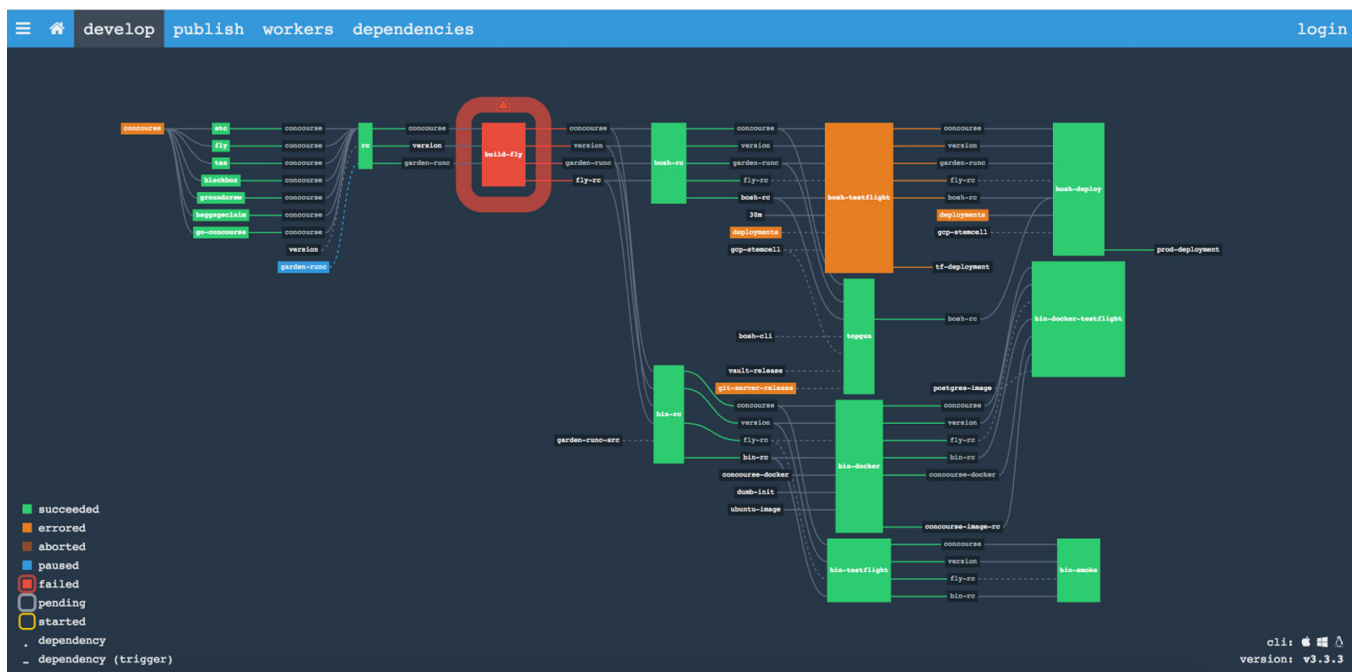 develop publish workers dependencies login
concourse
atc concourse
fly concourse
tsa concourse
blackbox concourse
groundcrew concourse
baggageclaim concourse
go-concourse concourse
version
garden-runc
rc
concourse
version
garden-runc
build-fly
concourse
version
garden-runc
fly-rc
bosh-rc
concourse
version
garden-runc
fly-rc
bosh-rc
30m
deployments
gcp-stemcell
bosh-testflight
concourse
version
garden-runc
fly-rc
bosh-rc
deployments
gcp-stemcell
tf-deployment
bosh-deploy
prod-deployment
bosh-cli
vault-release
git-server-release
topgun
bosh-rc
bin-docker-testflight
postgres-image
garden-runc-src
bin-rc
concourse
version
fly-rc
bin-rc
concourse-docker
dumb-init
ubuntu-image
bin-docker
concourse
version
fly-rc
bin-rc
concourse-docker
concourse-image-rc
bin-testflight
concourse
version
fly-rc
bin-rc
bin-smoke
succeeded
errored
aborted
paused
failed
pending
started
dependency
dependency (trigger)
cli:
version: v3.3.3